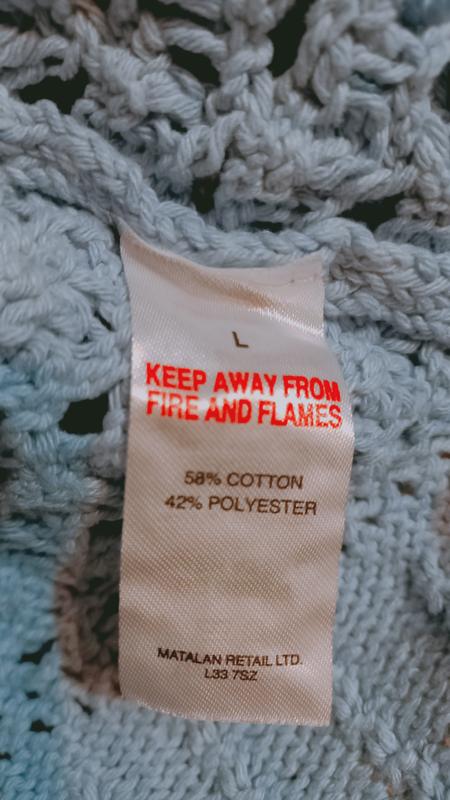 L
KEEP AWAY FROM
FIRE AND FLAMES
58% COTTON
42% POLYESTER
MATALAN RETAIL LTD.
L33 7SZ